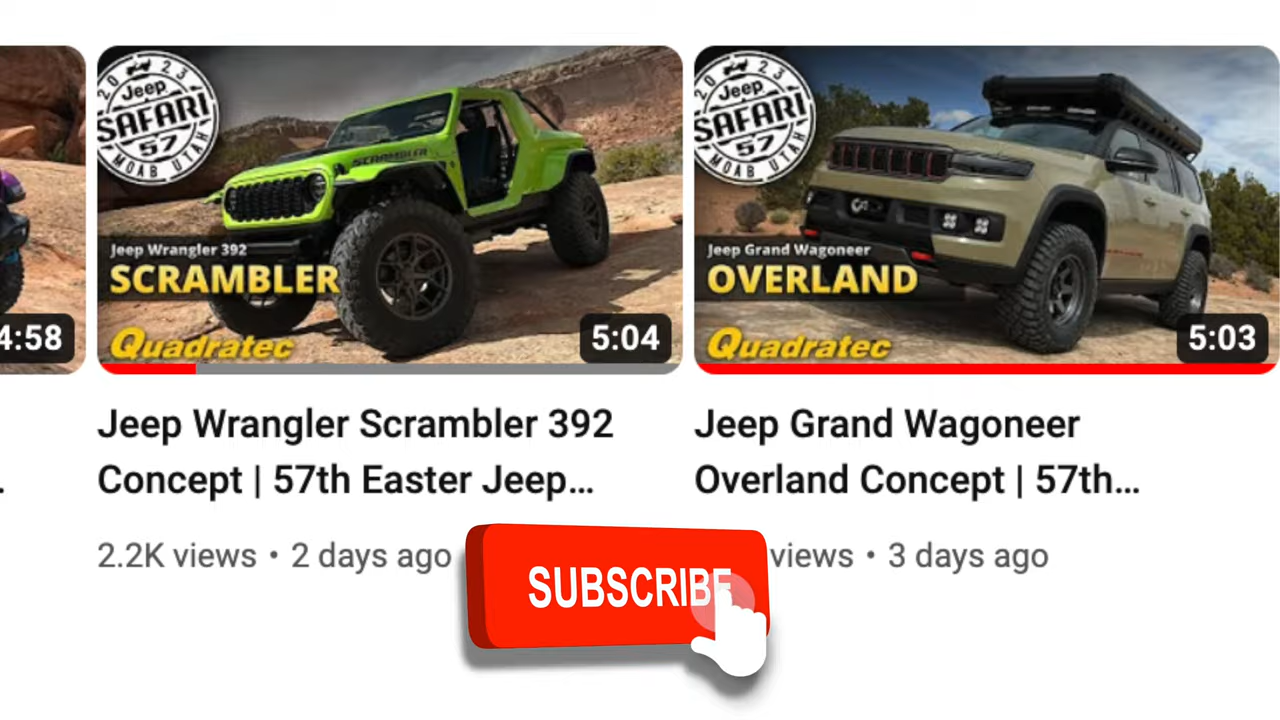 2023
Jeep
SAFARI
57
MOAB UTAH
SCRAMBLER
Jeep Wrangler 392
SCRAMBLER
Quadratec
4:58
5:04
2023
Jeep
SAFARI
57
MOAB UTAH
Jeep Grand Wagoneer
OVERLAND
Quadratec
5:03
Jeep Wrangler Scrambler 392
Concept | 57th Easter Jeep...
2.2K views • 2 days ago
Jeep Grand Wagoneer
Overland Concept | 57th...
views • 3 days ago
SUBSCRIBE